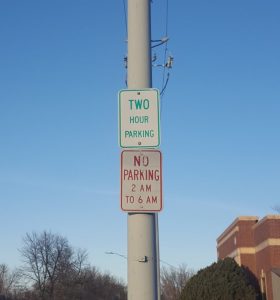 TWO
HOUR
PARKING
NO
PARKING
2 AM
TO 6 AM